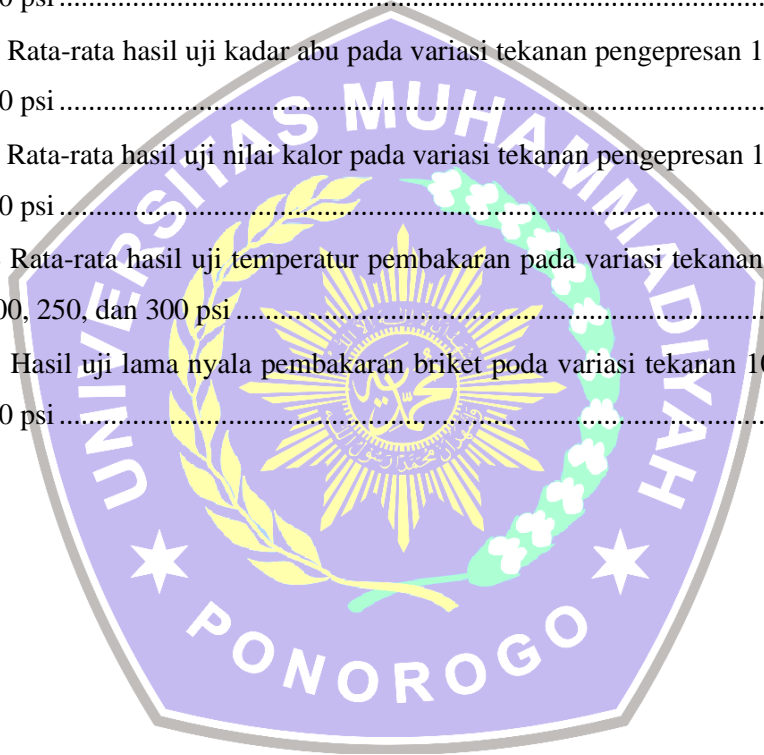 0 psi
Rata-rata hasil uji kadar abu pada variasi tekanan pengepresan 1
0 psi
Rata-rata hasil uji nilai kalor pada variasi tekanan pengepresan 1
0 psi
Rata-rata hasil uji temperatur pembakaran pada variasi tekanan
00, 250, dan 300 psi
Hasil uji lama nyala pembakaran briket poda variasi tekanan 10
0 psi
UNIVERSITAS MUHAMMADIYAH
PONOROGO
محمدية